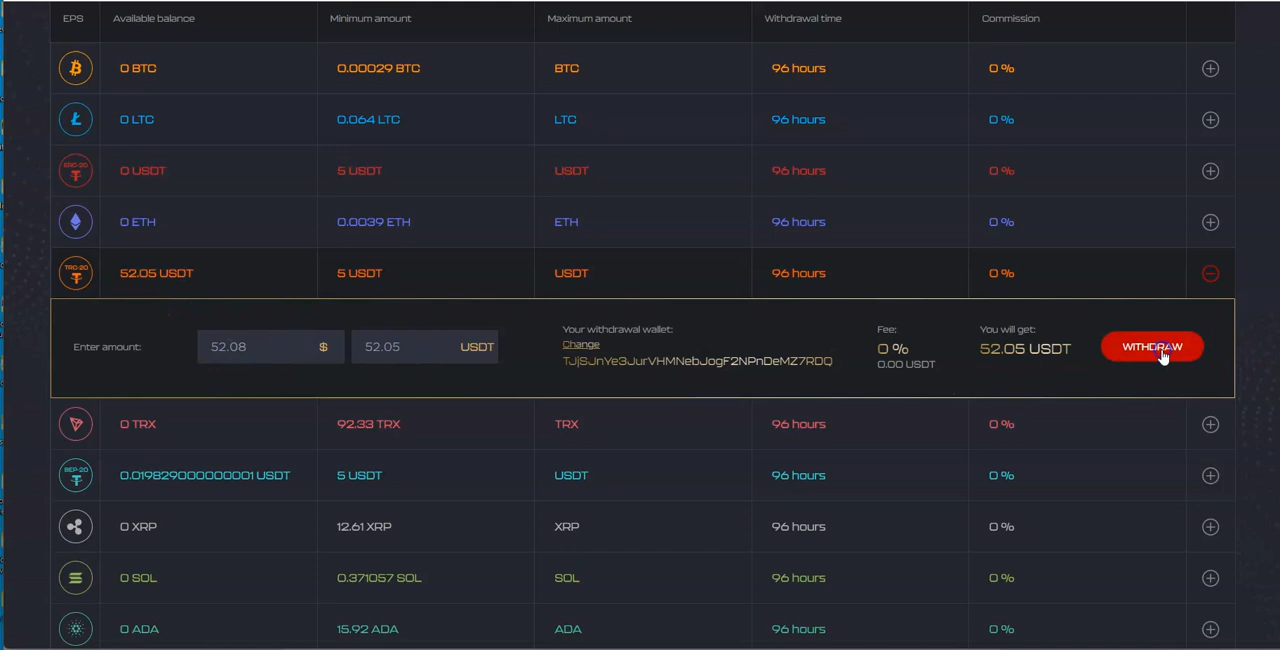 EPS Available balance Minimum amount Maximum amount Withdrawal time Commission
0 BTC 0.00029 BTC BTC 96 hours 0 %
0 LTC 0.064 LTC LTC 96 hours 0 %
ERC-20 0 USDT 5 USDT USDT 96 hours 0 %
0 ETH 0.0039 ETH ETH 96 hours 0 %
TRC-20 52.05 USDT 5 USDT USDT 96 hours 0 %
Enter amount: 52.08 $ 52.05 USDT
Your withdrawal wallet:
Change
TJjSJnYe3JurVHMNebJogF2NPnDeMZ7RDQ
Fee:
0 %
0.00 USDT
You will get:
52.05 USDT
WITHDRAW
0 TRX 92.33 TRX TRX 96 hours 0 %
BEP-20 0.019829000000001 USDT 5 USDT USDT 96 hours 0 %
0 XRP 12.61 XRP XRP 96 hours 0 %
0 SOL 0.371057 SOL SOL 96 hours 0 %
0 ADA 15.92 ADA ADA 96 hours 0 %